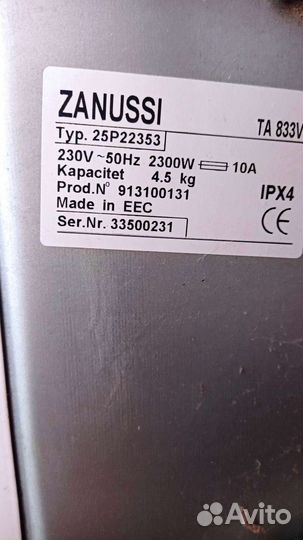 ZANUSSI TA 833V
Typ. 25P22353
230V ~ 50Hz 2300W 10A
Kapacitet 4.5 kg
Prod.N° 913100131 IPX4
Made in EEC CE
Ser.Nr. 33500231
Avito